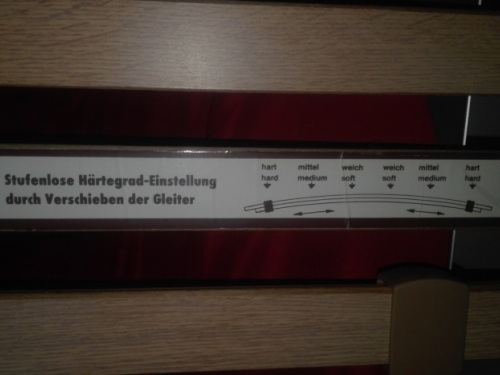 Stufenlose Härtegrad-Einstellung
durch Verschieben der Gleiter
hart mittel weich weich mittel hart
hard medium soft soft medium hard